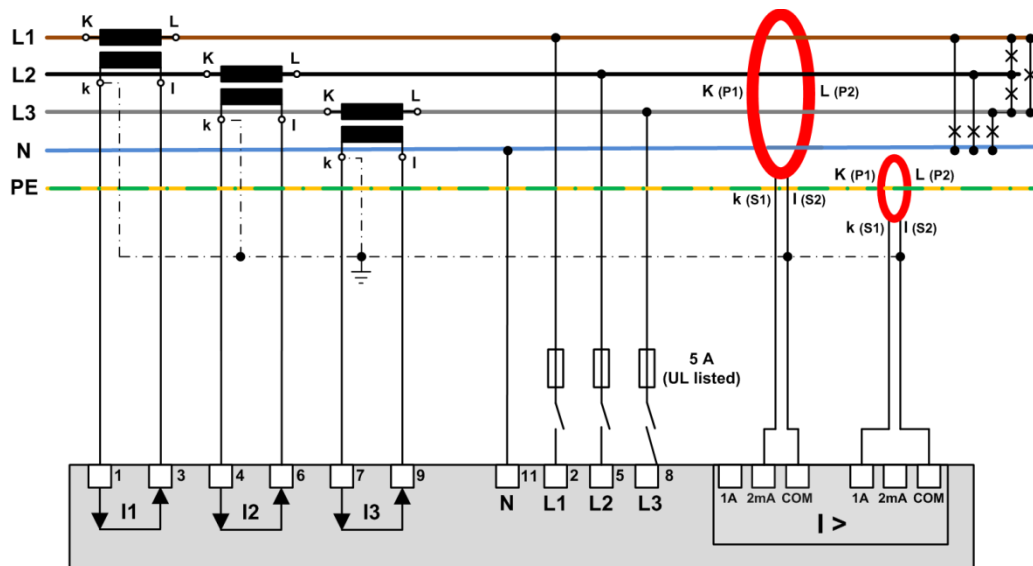 K L
L1
K L
L2
K (P1) L (P2)
k l
K L
L3
k l
N
k l
K (P1) L (P2)
PE
k (S1) l (S2)
k (S1) l (S2)
5 A
(UL listed)
1 3 4 6 7 9 11 2 5 8
1A 2mA COM 1A 2mA COM
I1 I2 I3 N L1 L2 L3
I >